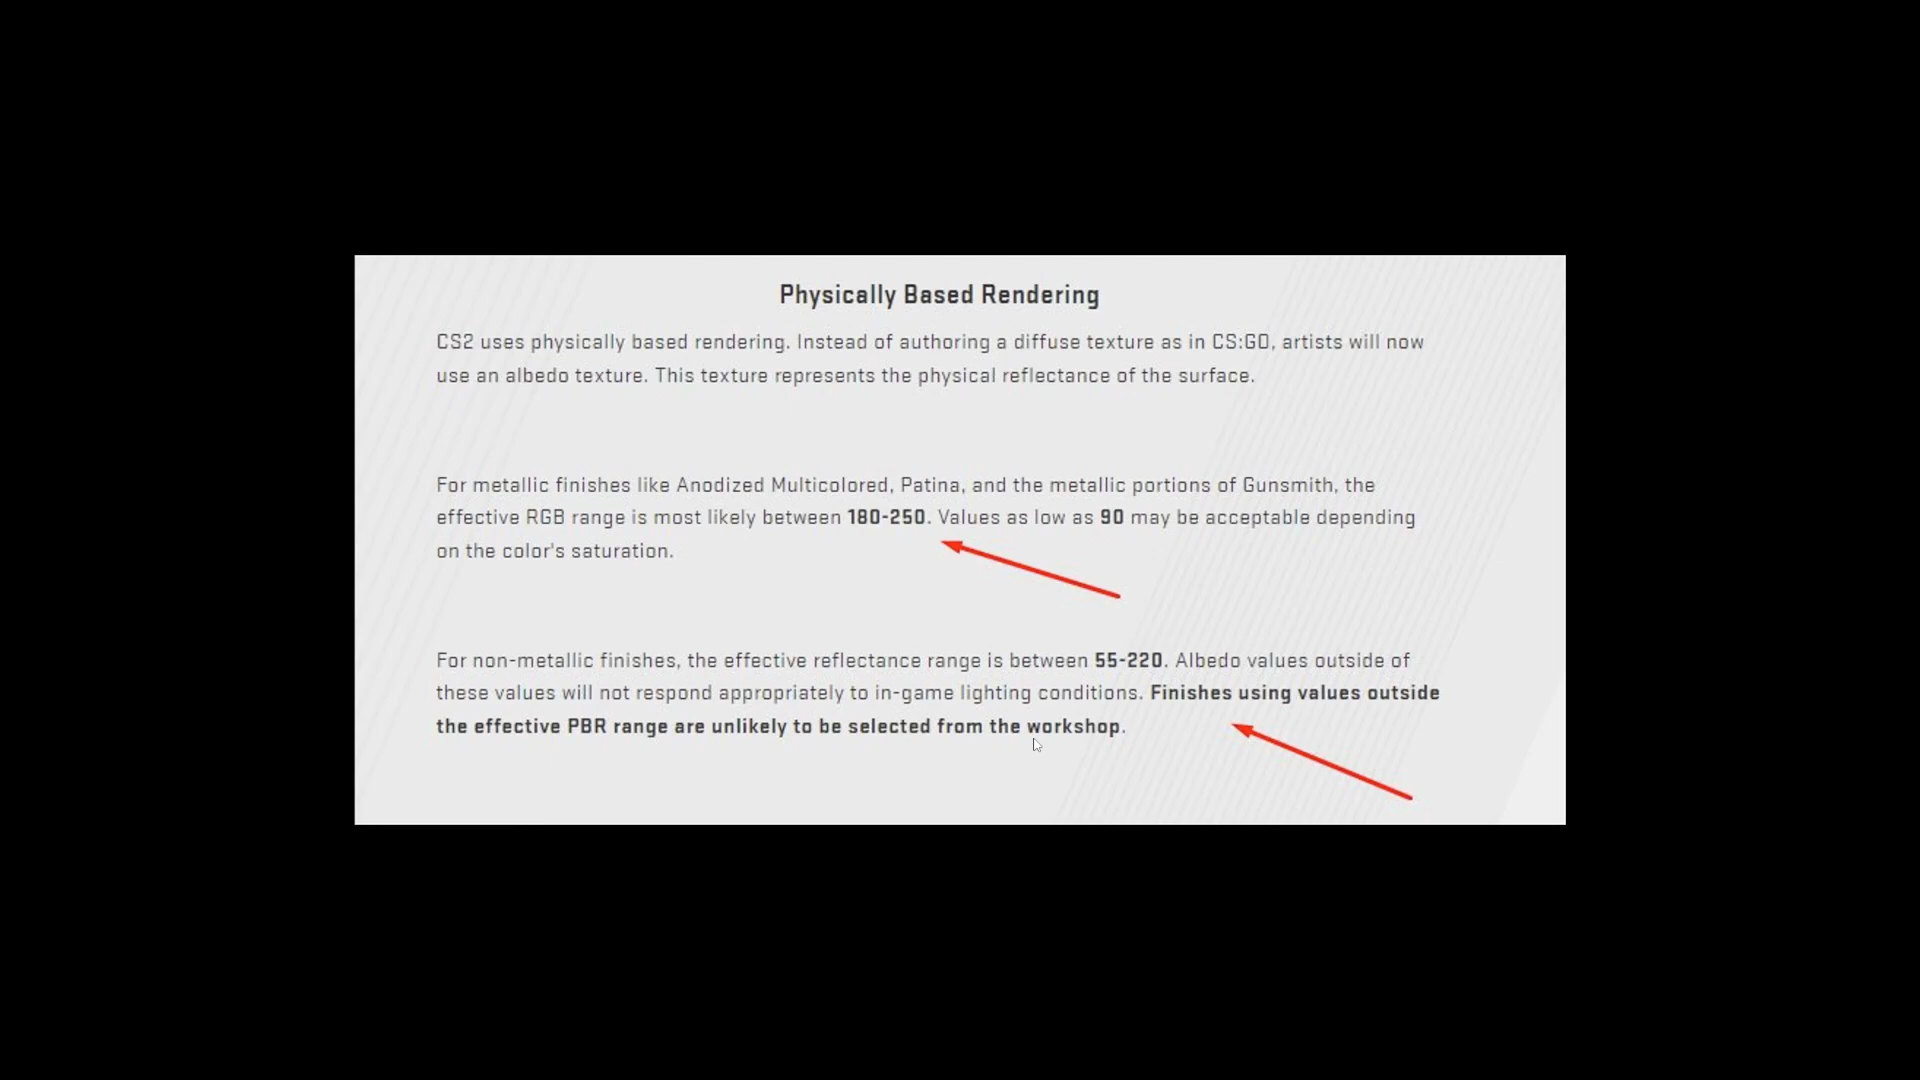 Physically Based Rendering
CS2 uses physically based rendering. Instead of authoring a diffuse texture as in CS:GO, artists will now
use an albedo texture. This texture represents the physical reflectance of the surface.
For metallic finishes like Anodized Multicolored, Patina, and the metallic portions of Gunsmith, the
effective RGB range is most likely between 180-250. Values as low as 90 may be acceptable depending
on the color's saturation.
For non-metallic finishes, the effective reflectance range is between 55-220. Albedo values outside of
these values will not respond appropriately to in-game lighting conditions. Finishes using values outside
the effective PBR range are unlikely to be selected from the workshop.